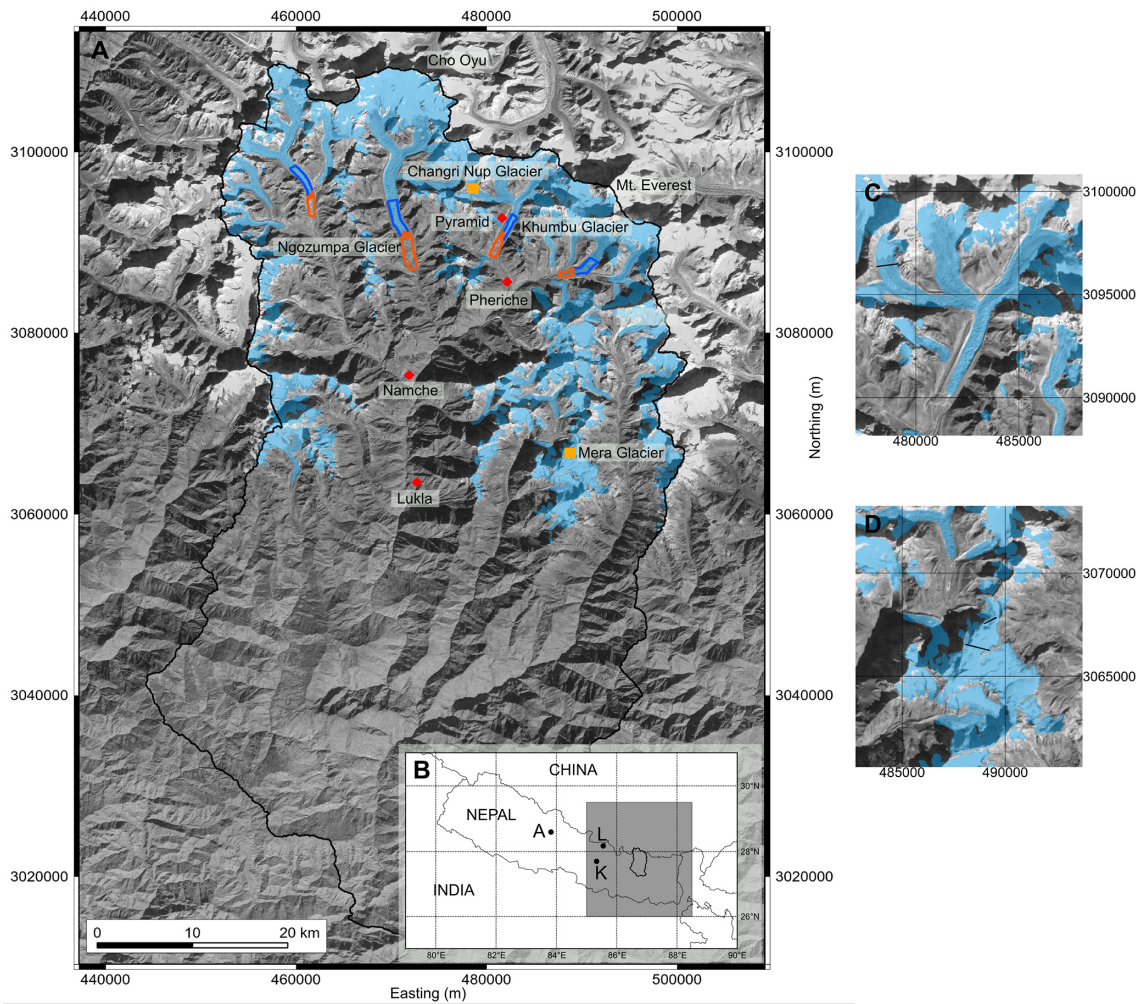 440000 460000 480000 500000
A
Cho Oyu
3100000 3100000
Changri Nup Glacier
Mt. Everest
Pyramid
Khumbu Glacier
Ngozumpa Glacier
Pheriche
3080000 3080000
Namche
Mera Glacier
Lukla
3060000 3060000
3040000 3040000
3020000 3020000
0 10 20 km
440000 460000 480000 500000
Easting (m)
B
CHINA
NEPAL
INDIA
A
L
K
30°N
28°N
26°N
80°E 82°E 84°E 86°E 88°E 90°E
Northing (m)
C
3100000
3095000
3090000
480000 485000
D
3070000
3065000
485000 490000